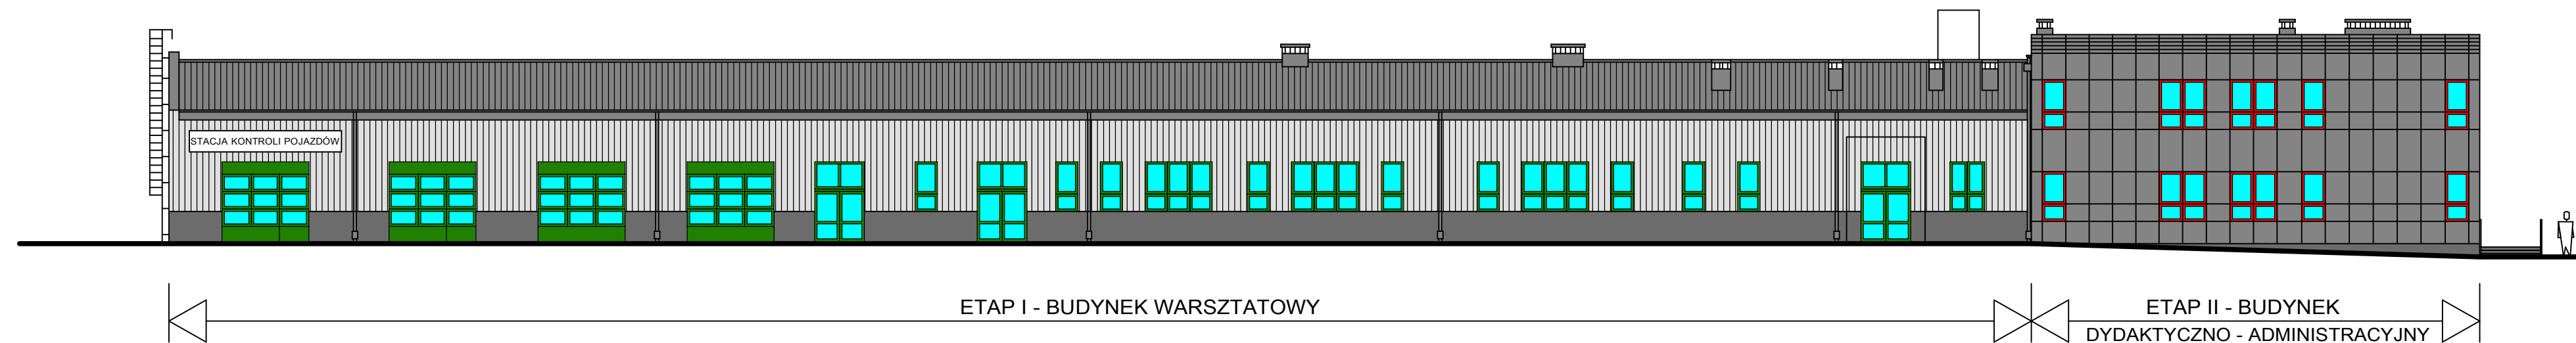 STACJA KONTROLI POJAZDÓW
ETAP I - BUDYNEK WARSZTATOWY
ETAP II - BUDYNEK
DYDAKTYCZNO - ADMINISTRACYJNY